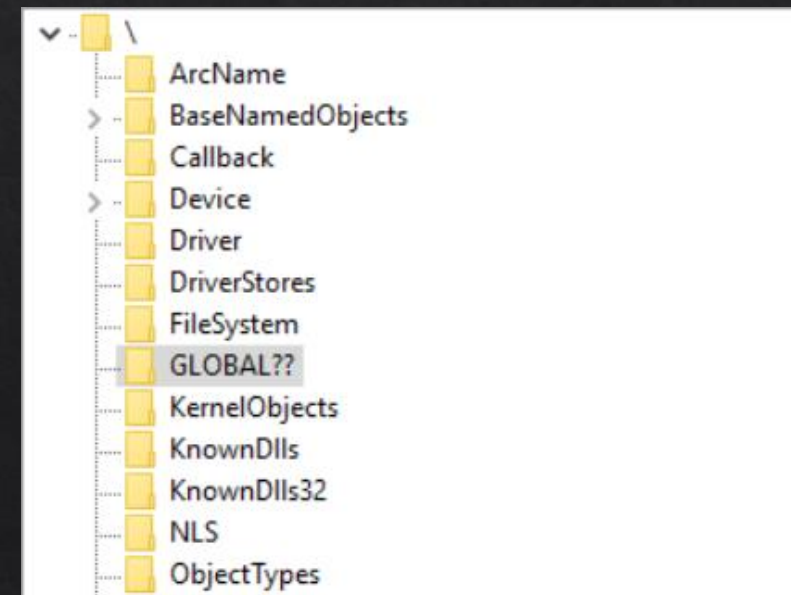 \
ArcName
BaseNamedObjects
Callback
Device
Driver
DriverStores
FileSystem
GLOBAL??
KernelObjects
KnownDlls
KnownDlls32
NLS
ObjectTypes